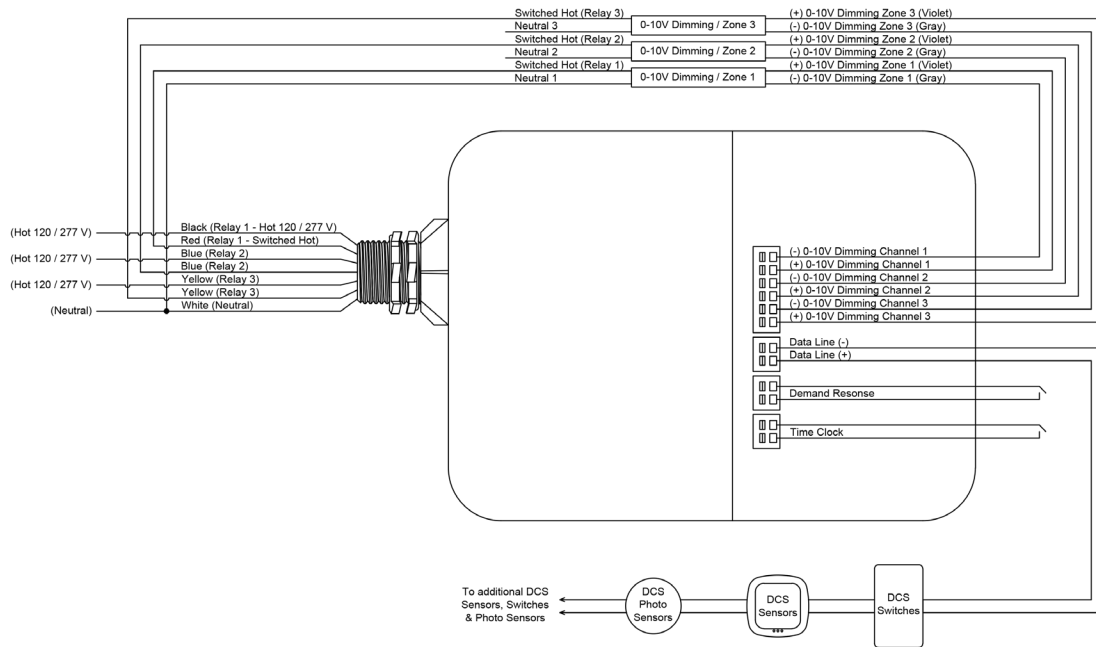 Switched Hot (Relay 3)
Neutral 3
Switched Hot (Relay 2)
Neutral 2
Switched Hot (Relay 1)
Neutral 1
0-10V Dimming / Zone 3
0-10V Dimming / Zone 2
0-10V Dimming / Zone 1
(+) 0-10V Dimming Zone 3 (Violet)
(-) 0-10V Dimming Zone 3 (Gray)
(+) 0-10V Dimming Zone 2 (Violet)
(-) 0-10V Dimming Zone 2 (Gray)
(+) 0-10V Dimming Zone 1 (Violet)
(-) 0-10V Dimming Zone 1 (Gray)
(Hot 120 / 277 V)
(Hot 120 / 277 V)
(Hot 120 / 277 V)
(Neutral)
Black (Relay 1 - Hot 120 / 277 V)
Red (Relay 1 - Switched Hot)
Blue (Relay 2)
Blue (Relay 2)
Yellow (Relay 3)
Yellow (Relay 3)
White (Neutral)
(-) 0-10V Dimming Channel 1
(+) 0-10V Dimming Channel 1
(-) 0-10V Dimming Channel 2
(+) 0-10V Dimming Channel 2
(-) 0-10V Dimming Channel 3
(+) 0-10V Dimming Channel 3
Data Line (-)
Data Line (+)
Demand Resonse
Time Clock
To additional DCS
Sensors, Switches
& Photo Sensors
DCS
Photo
Sensors
DCS
Sensors
DCS
Switches